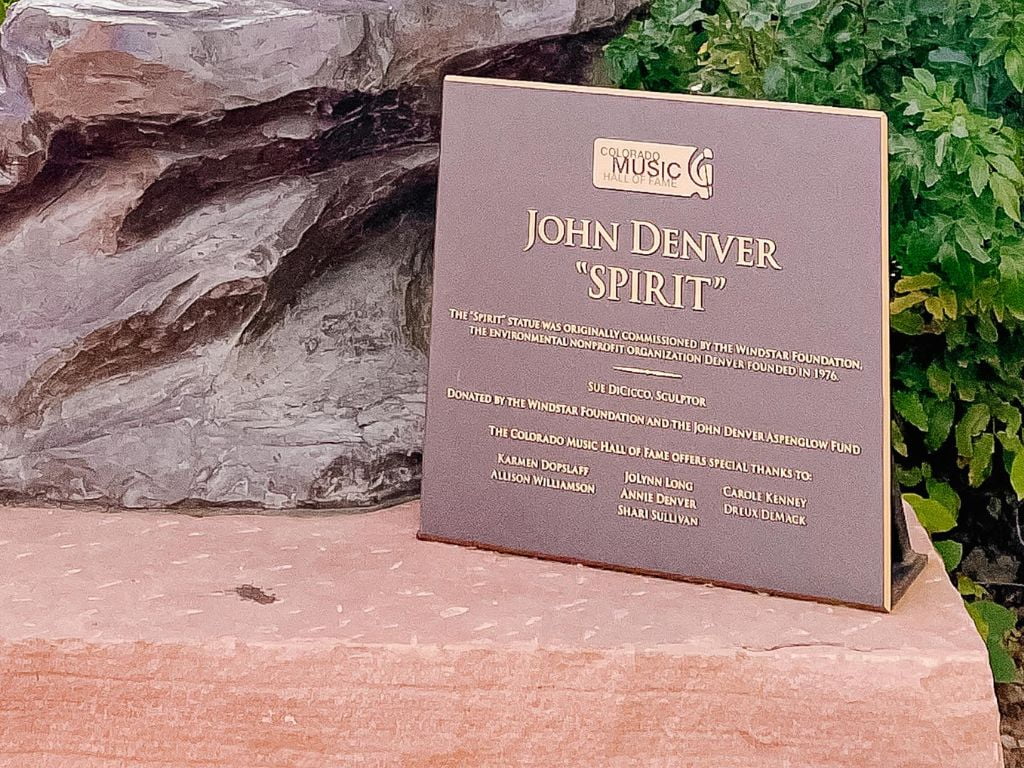 COLORADO
MUSIC
HALL OF FAME
JOHN DENVER
"SPIRIT"
THE "SPIRIT" STATUE WAS ORIGINALLY COMMISSIONED BY THE WINDSTAR FOUNDATION,
THE ENVIRONMENTAL NONPROFIT ORGANIZATION DENVER FOUNDED IN 1976.
SUE DICICCO, SCULPTOR
DONATED BY THE WINDSTAR FOUNDATION AND THE JOHN DENVER ASPENGLOW FUND
THE COLORADO MUSIC HALL OF FAME OFFERS SPECIAL THANKS TO:
KARMEN DOPSLAFF
ALLISON WILLIAMSON
JOLYNN LONG
ANNIE DENVER
SHARI SULLIVAN
CAROLE KENNEY
DREUX DEMACK